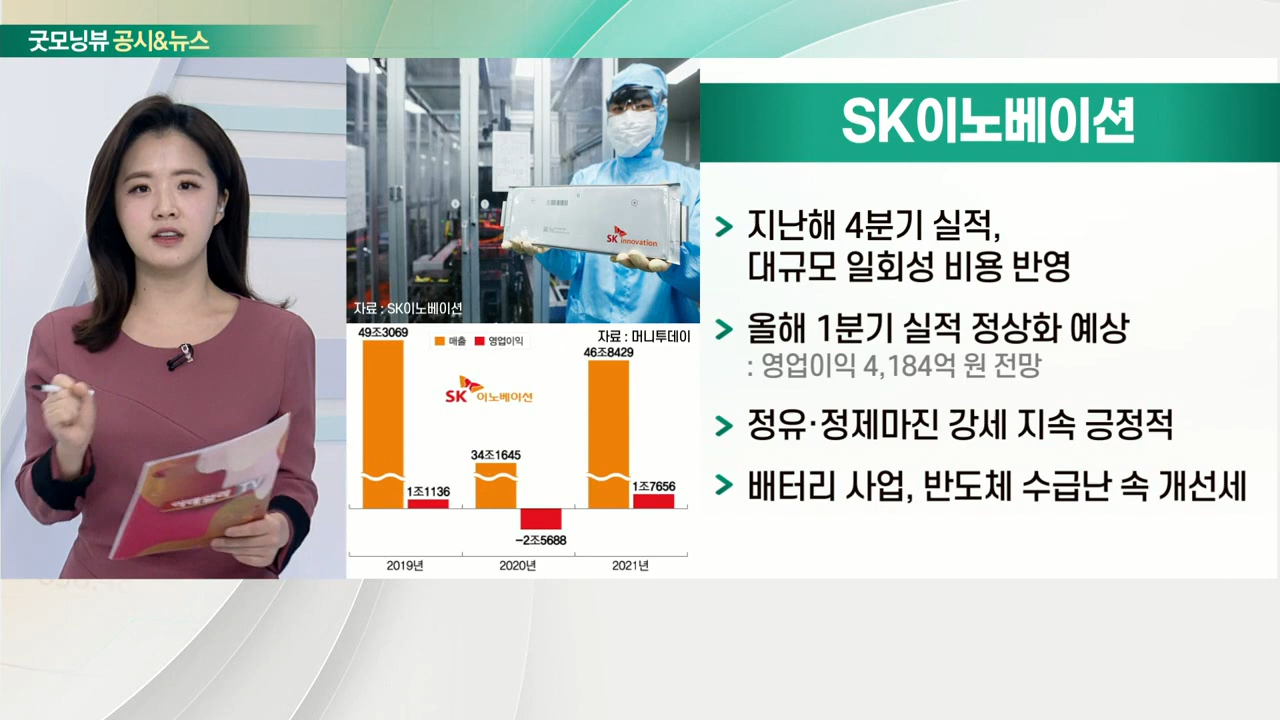 굿모닝뷰 공시&뉴스
SK이노베이션
지난해 4분기 실적,
대규모 일회성 비용 반영
올해 1분기 실적 정상화 예상
: 영업이익 4,184억 원 전망
정유·정제마진 강세 지속 긍정적
배터리 사업, 반도체 수급난 속 개선세
SK innovation
자료 : SK이노베이션
자료 : 머니투데이
매출 영업이익
SK 이노베이션
49조3069
1조1136
34조1645
-2조5688
46조8429
1조7656
2019년 2020년 2021년